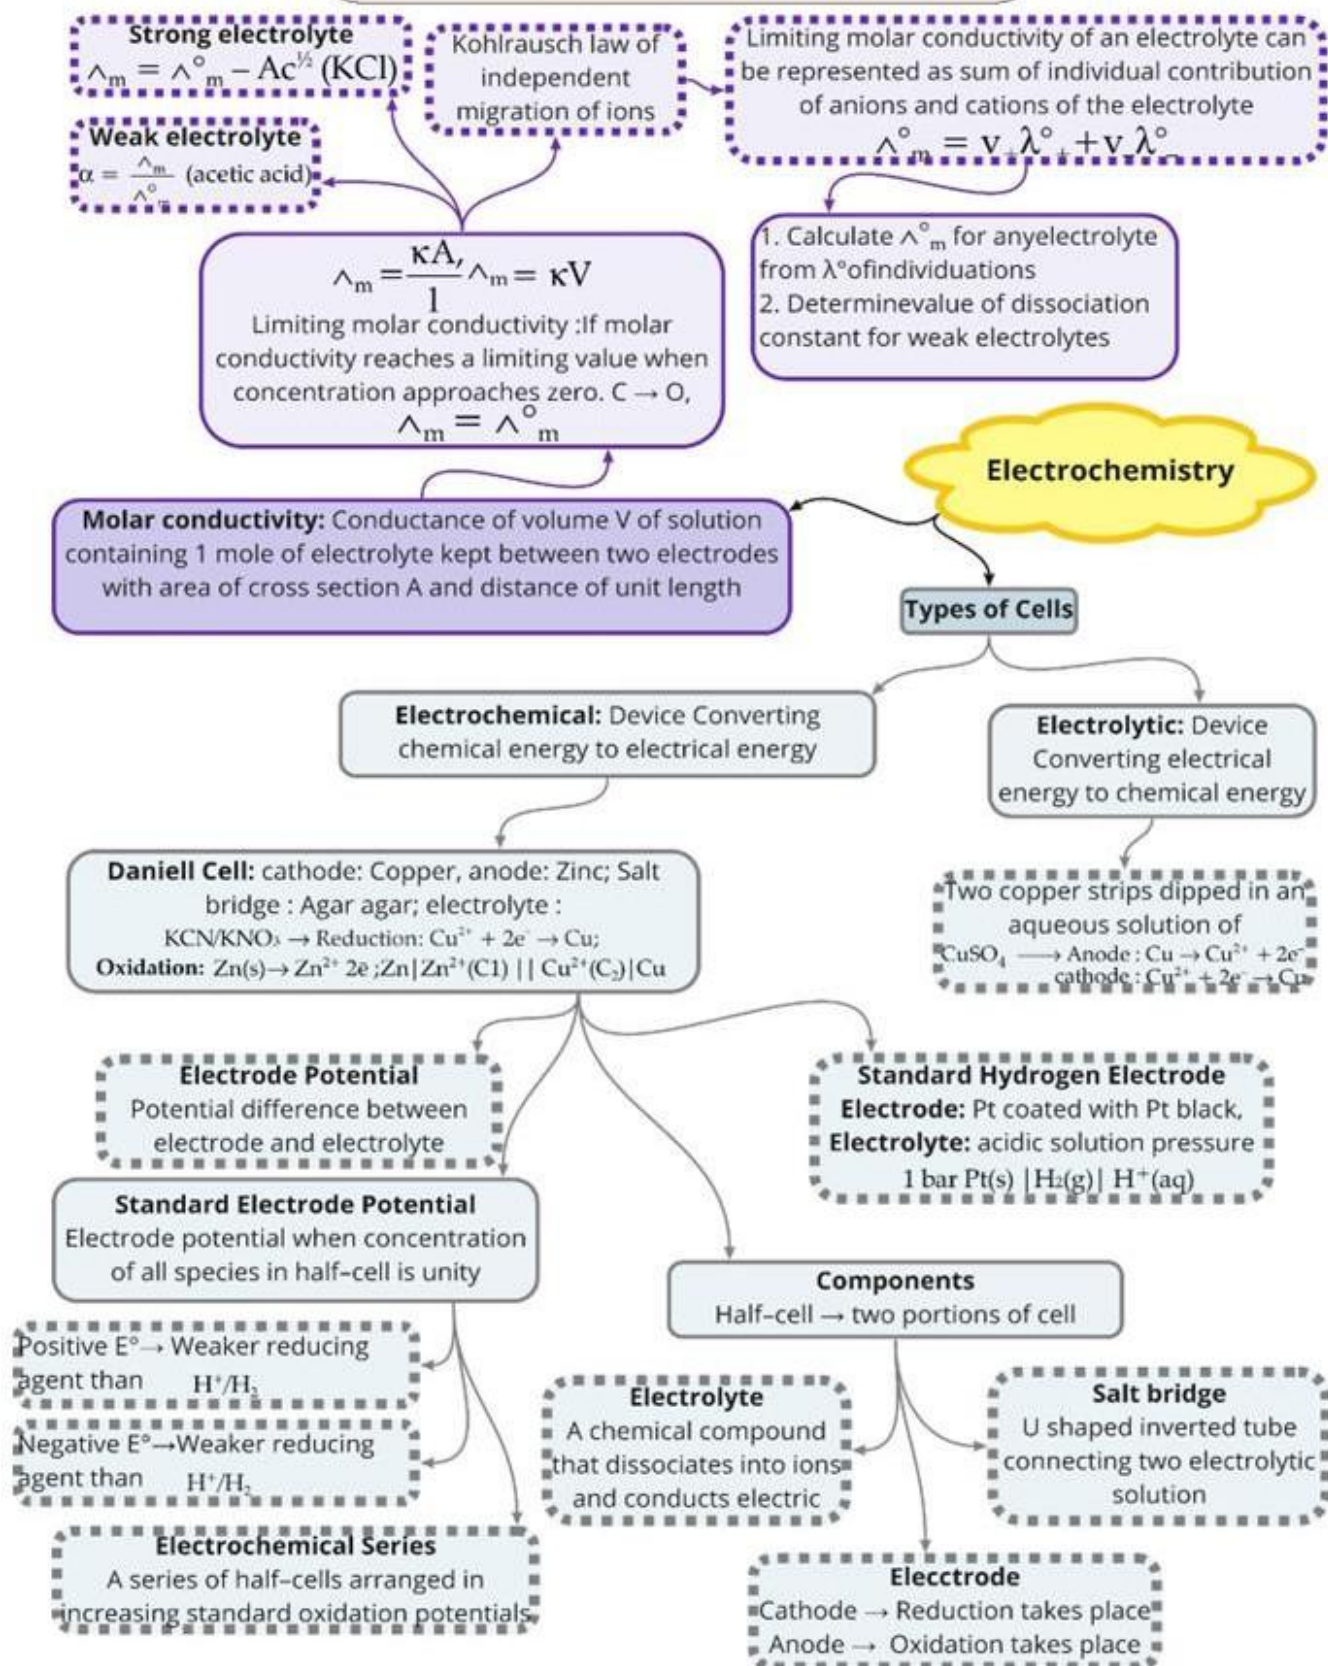 Strong electrolyte
∧m = ∧°m – Ac½ (KCl)
Weak electrolyte
α = ∧m / ∧°m (acetic acid)
Kohlrausch law of
independent
migration of ions
Limiting molar conductivity of an electrolyte can
be represented as sum of individual contribution
of anions and cations of the electrolyte
∧°m = v₊λ°₊ + v₋λ°₋
1. Calculate ∧°m for anyelectrolyte
from λ°ofindividuations
2. Determinevalue of dissociation
constant for weak electrolytes
∧m = κA/l, ∧m = κV
Limiting molar conductivity :If molar
conductivity reaches a limiting value when
concentration approaches zero. C → O,
∧m = ∧°m
Electrochemistry
Molar conductivity: Conductance of volume V of solution
containing 1 mole of electrolyte kept between two electrodes
with area of cross section A and distance of unit length
Types of Cells
Electrochemical: Device Converting
chemical energy to electrical energy
Electrolytic: Device
Converting electrical
energy to chemical energy
Daniell Cell: cathode: Copper, anode: Zinc; Salt
bridge : Agar agar; electrolyte :
KCN/KNO₃ → Reduction: Cu²⁺ + 2e⁻ → Cu;
Oxidation: Zn(s)→ Zn²⁺ 2ē ;Zn|Zn²⁺(C1) || Cu²⁺(C₂)|Cu
Two copper strips dipped in an
aqueous solution of
CuSO₄ ⟶ Anode : Cu → Cu²⁺ + 2e⁻
cathode : Cu²⁺ + 2e⁻ → Cu
Electrode Potential
Potential difference between
electrode and electrolyte
Standard Hydrogen Electrode
Electrode: Pt coated with Pt black,
Electrolyte: acidic solution pressure
1 bar Pt(s) |H₂(g)| H⁺(aq)
Standard Electrode Potential
Electrode potential when concentration
of all species in half–cell is unity
Components
Half–cell → two portions of cell
Positive E°→ Weaker reducing
agent than H⁺/H₂
Negative E°→Weaker reducing
agent than H⁺/H₂
Electrochemical Series
A series of half–cells arranged in
increasing standard oxidation potentials
Electrolyte
A chemical compound
that dissociates into ions
and conducts electric
Salt bridge
U shaped inverted tube
connecting two electrolytic
solution
Elecctrode
Cathode → Reduction takes place
Anode → Oxidation takes place